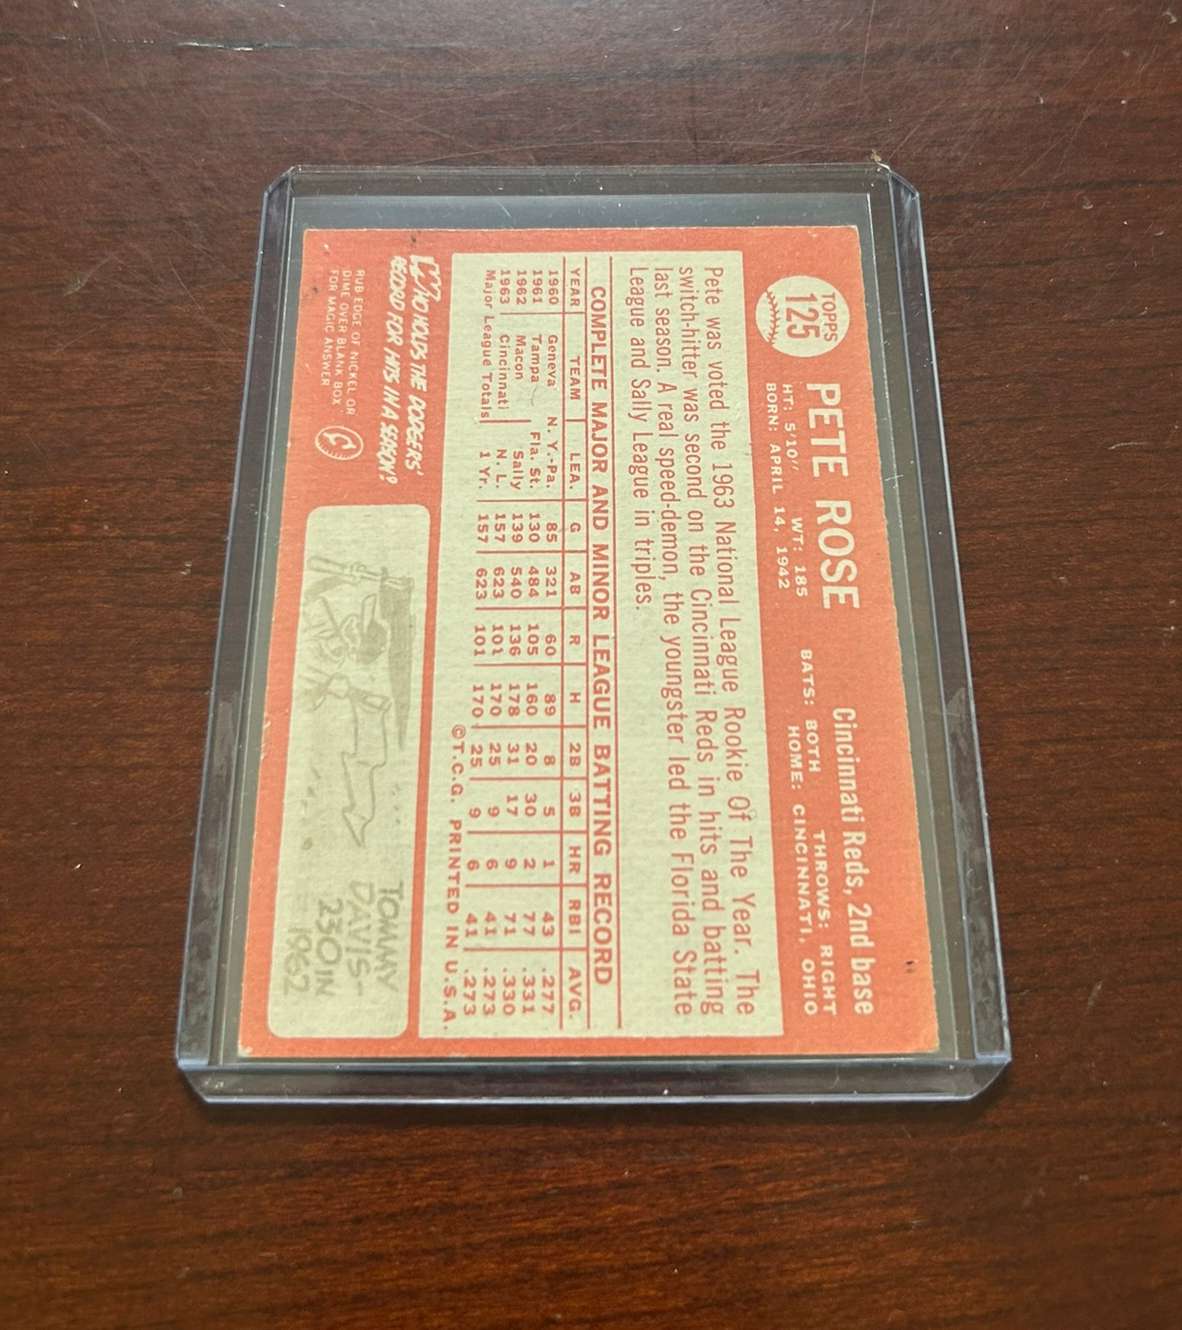 TOPPS
125
PETE ROSE
Cincinnati Reds, 2nd base
HT: 5'10" WT: 185 BATS: BOTH THROWS: RIGHT
BORN: APRIL 14, 1942 HOME: CINCINNATI, OHIO
Pete was voted the 1963 National League Rookie Of The Year. The
switch-hitter was second on the Cincinnati Reds in hits and batting
last season. A real speed-demon, the youngster led the Florida State
League and Sally League in triples.
COMPLETE MAJOR AND MINOR LEAGUE BATTING RECORD
YEAR TEAM LEA. G AB R H 2B 3B HR RBI AVG.
1960 Geneva N. Y.-Pa. 85 321 60 89 8 5 1 43 .277
1961 Tampa Fla. St. 130 484 105 160 20 30 2 77 .331
1962 Macon Sally 139 540 136 178 31 17 9 71 .330
1963 Cincinnati N. L. 157 623 101 170 25 9 6 41 .273
Major League Totals 1 Yr. 157 623 101 170 25 9 6 41 .273
©T.C.G. PRINTED IN U.S.A.
WHO HOLDS THE DODGERS'
RECORD FOR HITS IN A SEASON?
RUB EDGE OF NICKEL OR
DIME OVER BLANK BOX
FOR MAGIC ANSWER
TOMMY
DAVIS-
230 IN
1962